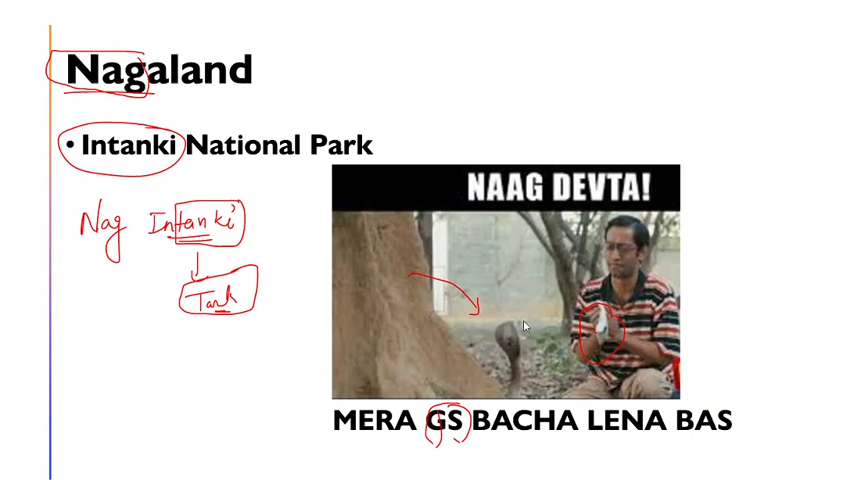 Nagaland
• Intanki National Park
Nag Intanki
Tank
NAAG DEVTA!
MERA GS BACHA LENA BAS